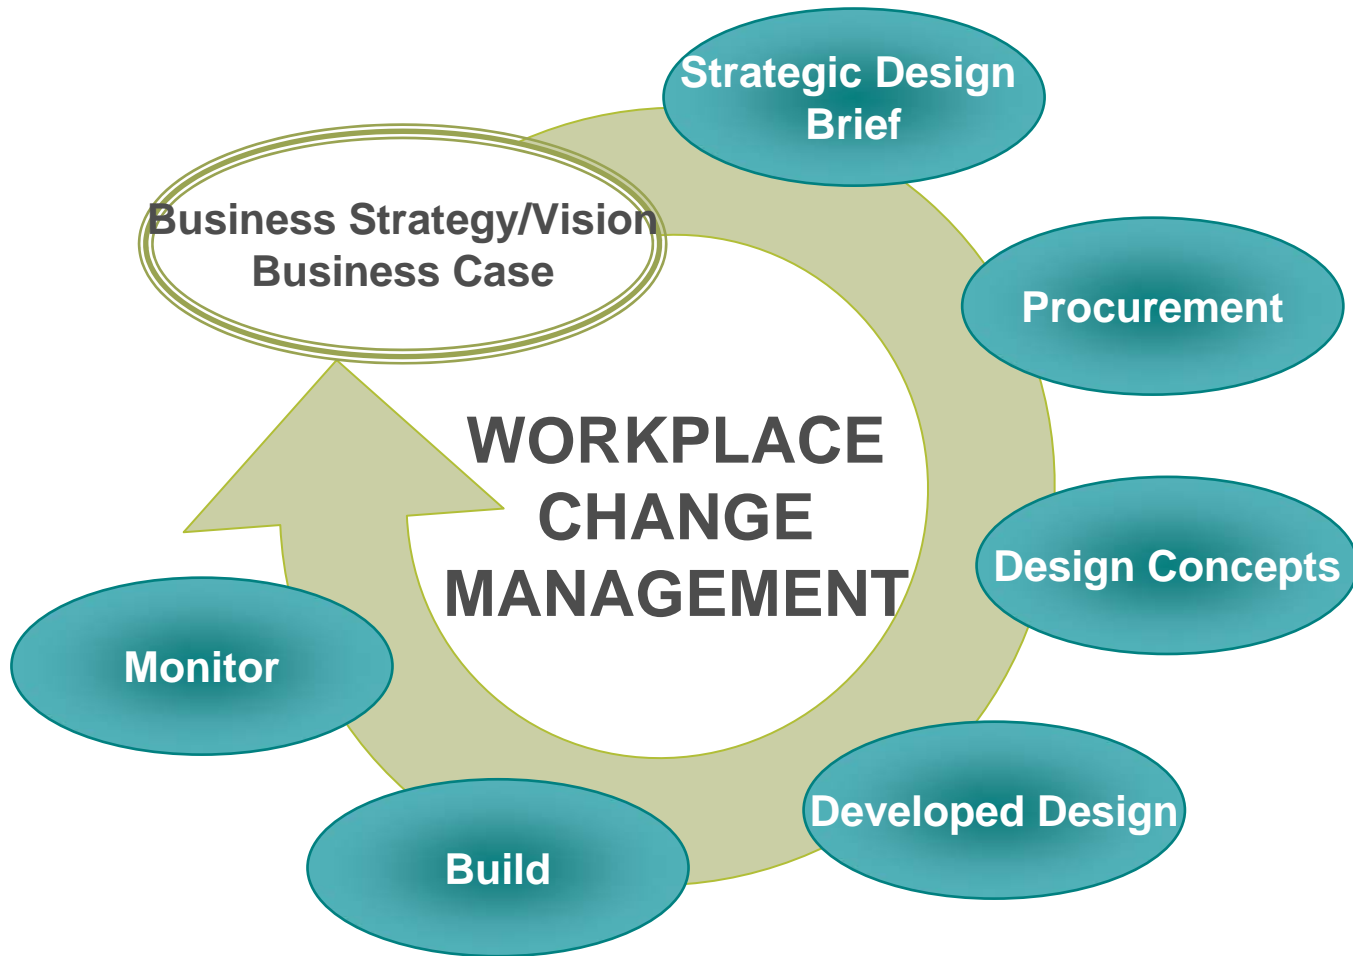 Strategic Design
Brief
Business Strategy/Vision
Business Case
Procurement
WORKPLACE
CHANGE
MANAGEMENT
Design Concepts
Monitor
Developed Design
Build